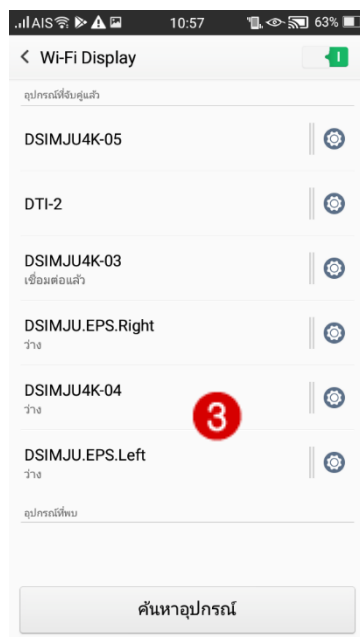 AIS 10:57 63%
Wi-Fi Display
อุปกรณ์ที่จับคู่แล้ว
DSIMJU4K-05
DTI-2
DSIMJU4K-03
เชื่อมต่อแล้ว
DSIMJU.EPS.Right
ว่าง
DSIMJU4K-04
ว่าง
3
DSIMJU.EPS.Left
ว่าง
อุปกรณ์ที่พบ
ค้นหาอุปกรณ์